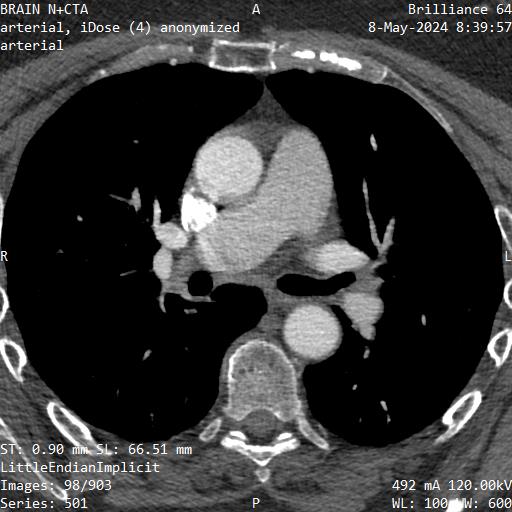 BRAIN N+CTA
A
Brilliance 64
arterial, iDose (4) anonymized
8-May-2024 8:39:57
arterial
R
L
ST: 0.90 mm SL: 66.51 mm
LittleEndianImplicit
Images: 98/903
492 mA 120.00kV
Series: 501
P
WL: 100 WW: 600